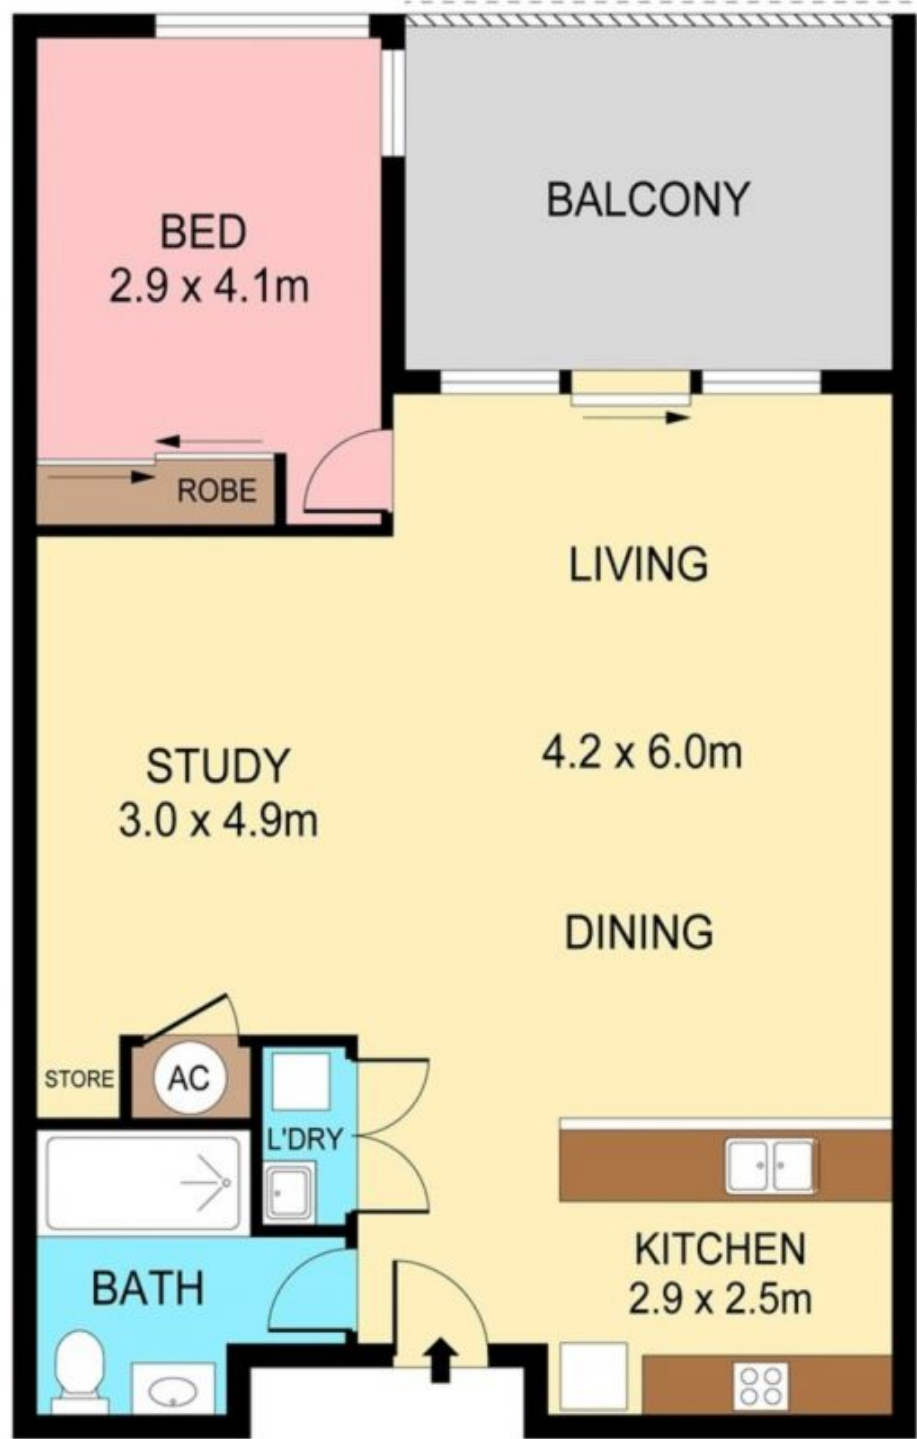 BED
2.9 x 4.1m
BALCONY
ROBE
LIVING
STUDY
3.0 x 4.9m
4.2 x 6.0m
DINING
STORE
AC
L'DRY
BATH
KITCHEN
2.9 x 2.5m